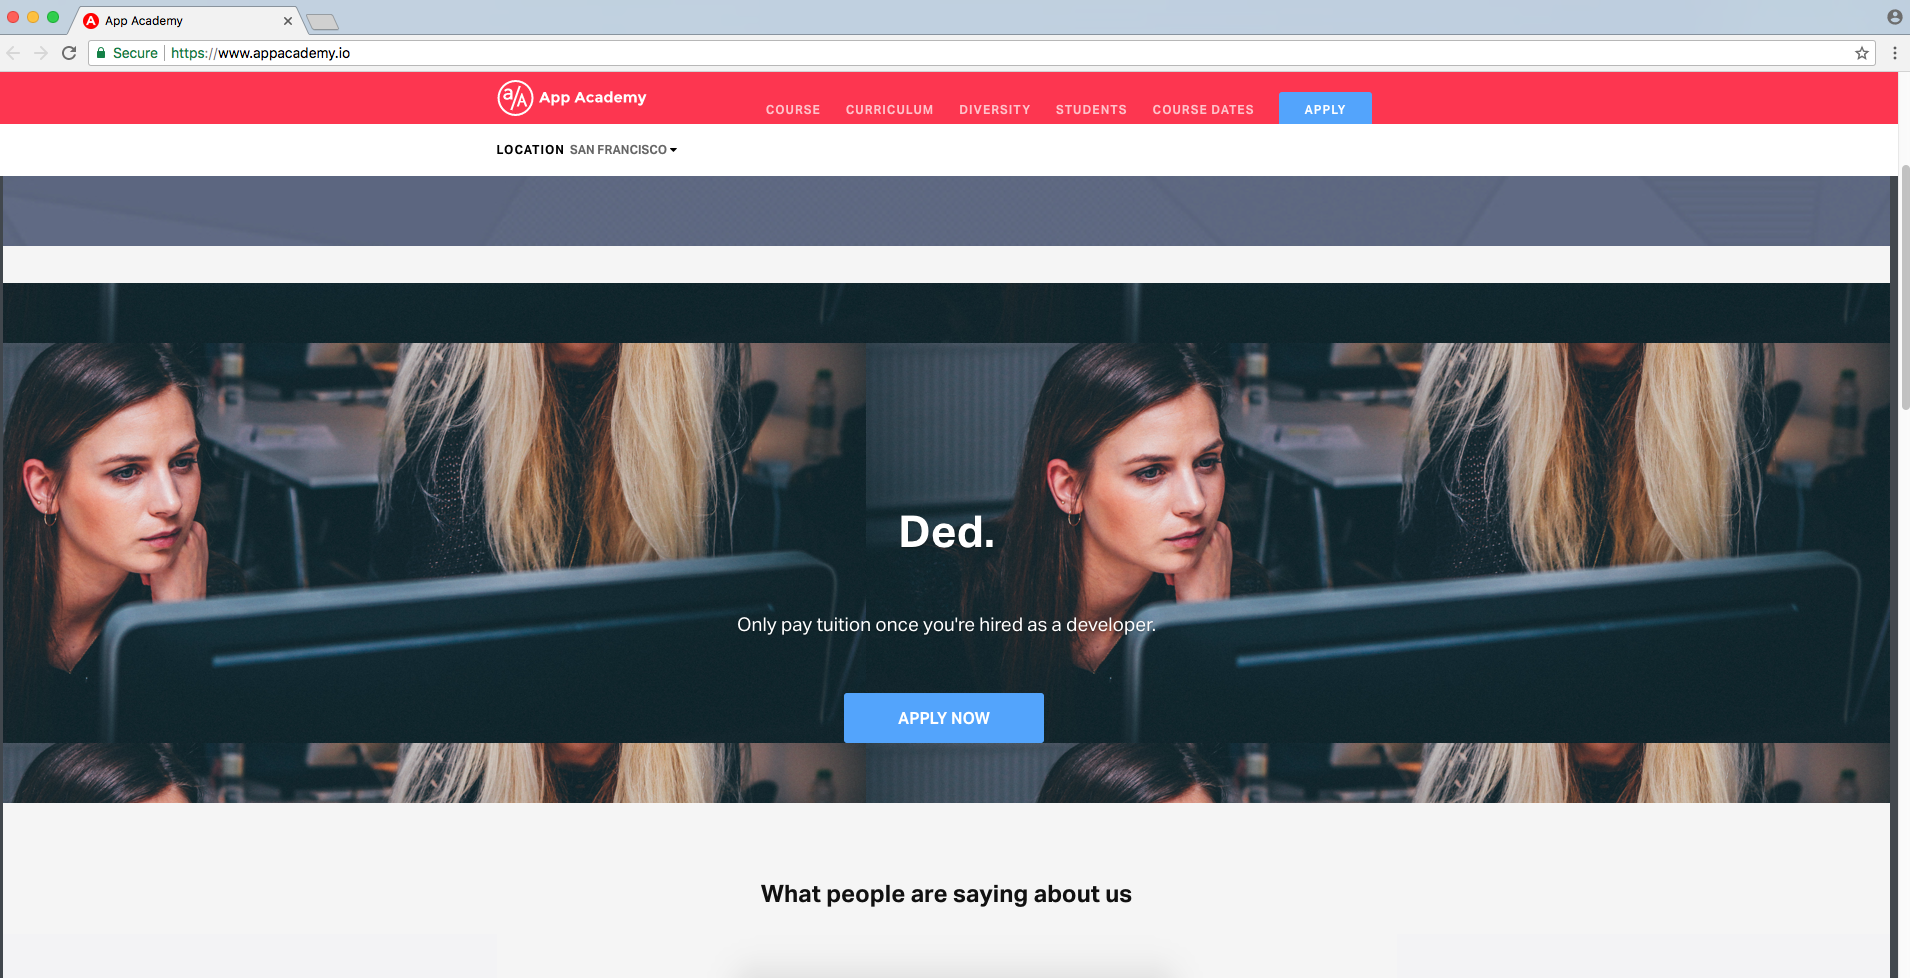 App Academy
Secure https://www.appacademy.io
a/A App Academy
COURSE CURRICULUM DIVERSITY STUDENTS COURSE DATES APPLY
LOCATION SAN FRANCISCO
Ded.
Only pay tuition once you're hired as a developer.
APPLY NOW
What people are saying about us